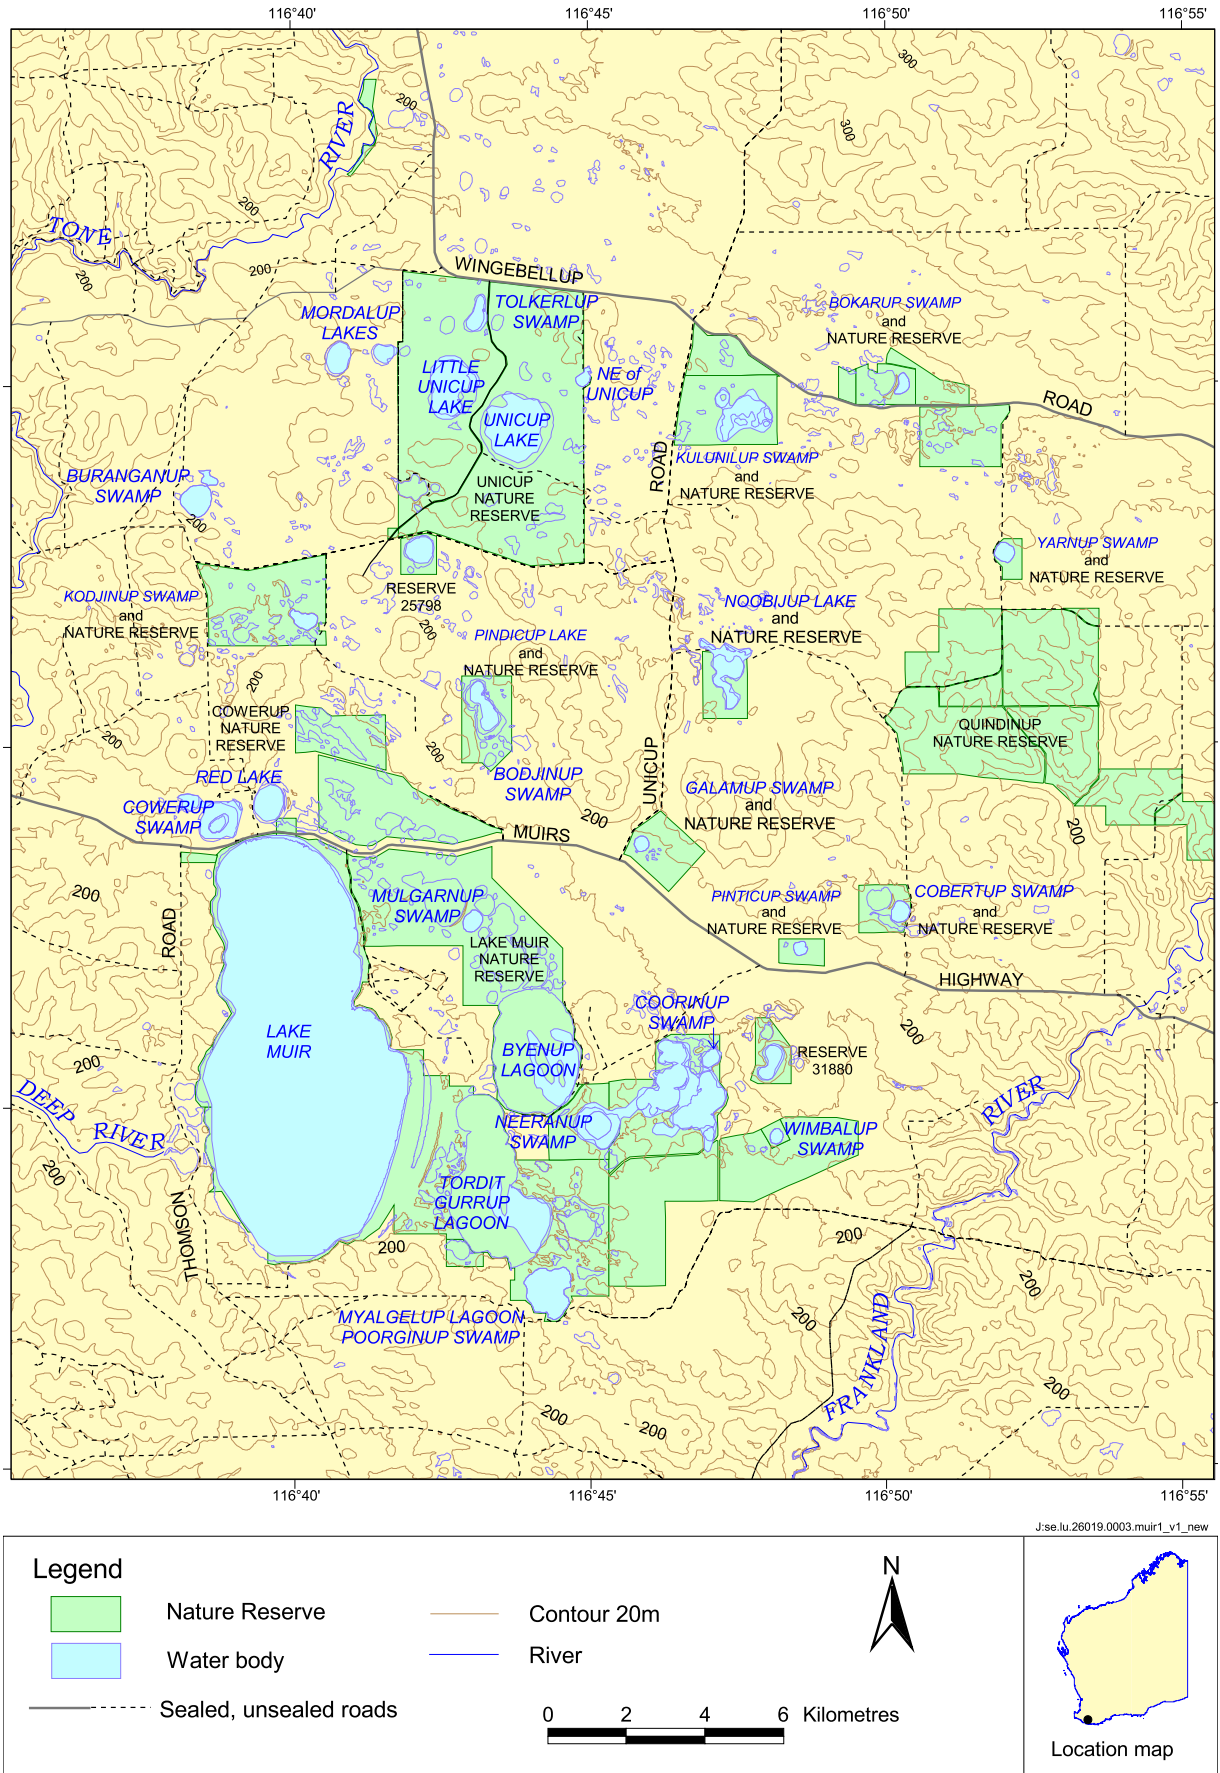 116°40'
116°45'
116°50'
116°55'
300
200
RIVER
300
200
TONE
200
200
WINGEBELLUP
TOLKERLUP
SWAMP
MORDALUP
LAKES
BOKARUP SWAMP
and
NATURE RESERVE
LITTLE
UNICUP
LAKE
NE of
UNICUP
ROAD
UNICUP
LAKE
ROAD
KULUNILUP SWAMP
and
NATURE RESERVE
BURANGANUP
SWAMP
UNICUP
NATURE
RESERVE
200
YARNUP SWAMP
and
NATURE RESERVE
RESERVE
25798
KODJINUP SWAMP
and
NATURE RESERVE
NOOBIJUP LAKE
and
NATURE RESERVE
200
PINDICUP LAKE
and
NATURE RESERVE
200
COWERUP
NATURE
RESERVE
200
200
QUINDINUP
NATURE RESERVE
UNICUP
RED LAKE
BODJINUP
SWAMP
GALAMUP SWAMP
and
NATURE RESERVE
COWERUP
SWAMP
MUIRS
200
200
200
MULGARNUP
SWAMP
PINTICUP SWAMP
and
NATURE RESERVE
COBERTUP SWAMP
and
NATURE RESERVE
ROAD
LAKE MUIR
NATURE
RESERVE
HIGHWAY
COORINUP
SWAMP
LAKE
MUIR
200
BYENUP
LAGOON
RESERVE
31880
200
DEEP
RIVER
RIVER
NEERANUP
SWAMP
WIMBALUP
SWAMP
200
TORDIT
GURRUP
LAGOON
THOMSON
200
200
200
MYALGELUP LAGOON
POORGINUP SWAMP
200
FRANKLAND
200
200
200
116°40'
116°45'
116°50'
116°55'
J:se.lu.26019.0003.muir1_v1_new
Legend
Nature Reserve
Water body
Sealed, unsealed roads
Contour 20m
River
0 2 4 6 Kilometres
N
Location map